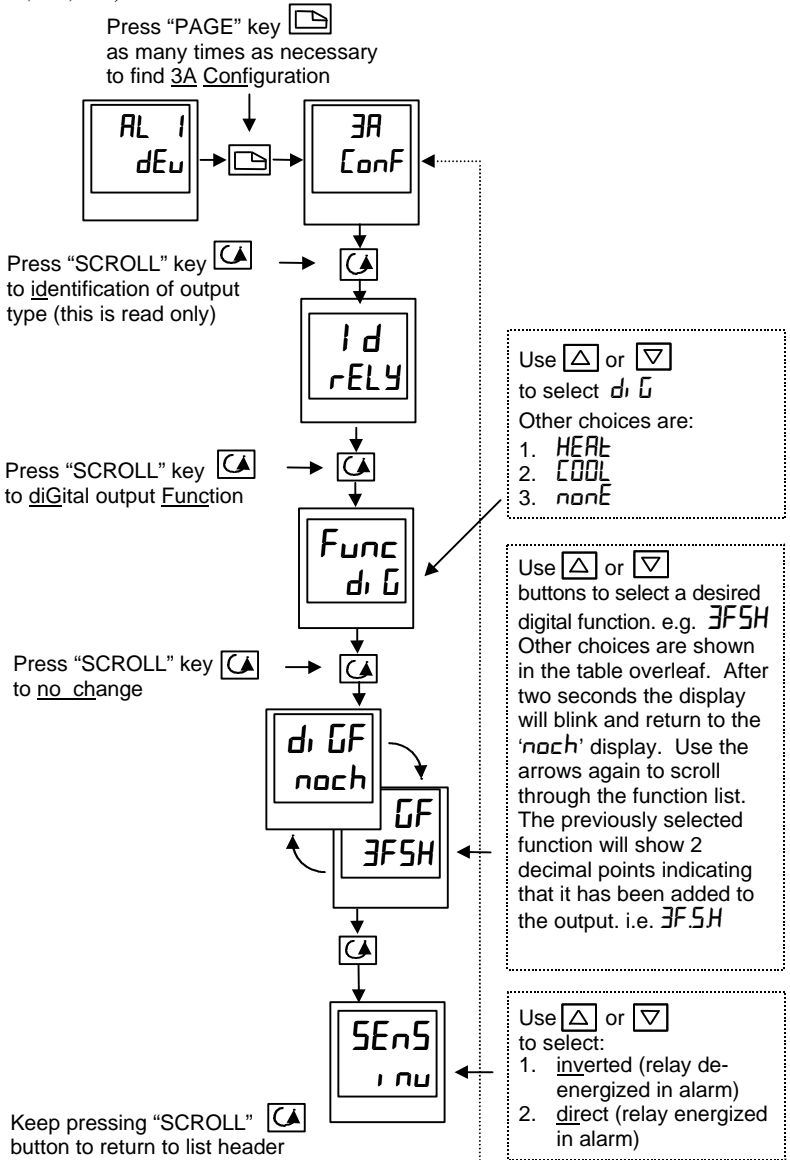 Press “PAGE” key
as many times as necessary
to find 3A Configuration
AL 1
dEv
3A
ConF
Press “SCROLL” key
to identification of output
type (this is read only)
1 d
rELY
Use or
to select di G
Other choices are:
1. HEAt
2. COOL
3. nonE
Press “SCROLL” key
to diGital output Function
Func
di G
Use or
buttons to select a desired
digital function. e.g. 3FSH
Other choices are shown
in the table overleaf. After
two seconds the display
will blink and return to the
‘noch’ display. Use the
arrows again to scroll
through the function list.
The previously selected
function will show 2
decimal points indicating
that it has been added to
the output. i.e. 3F.S.H
Press “SCROLL” key
to no change
di GF
noch
GF
3FSH
SEnS
inv
Use or
to select:
1. inverted (relay de-
energized in alarm)
2. direct (relay energized
in alarm)
Keep pressing “SCROLL”
button to return to list header